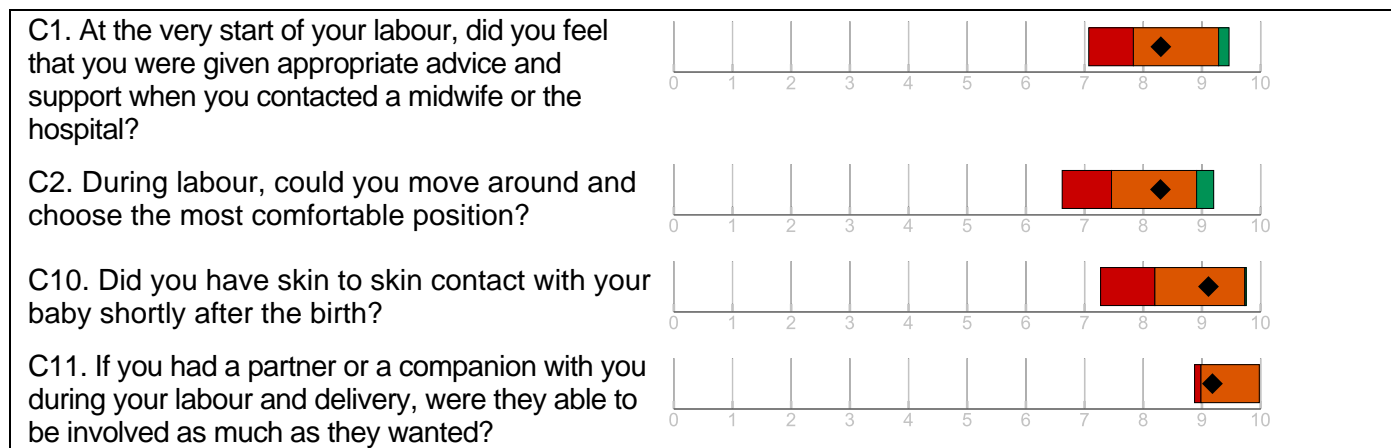 C1. At the very start of your labour, did you feel
that you were given appropriate advice and
support when you contacted a midwife or the
hospital?
0 1 2 3 4 5 6 7 8 9 10
C2. During labour, could you move around and
choose the most comfortable position?
0 1 2 3 4 5 6 7 8 9 10
C10. Did you have skin to skin contact with your
baby shortly after the birth?
0 1 2 3 4 5 6 7 8 9 10
C11. If you had a partner or a companion with you
during your labour and delivery, were they able to
be involved as much as they wanted?
0 1 2 3 4 5 6 7 8 9 10